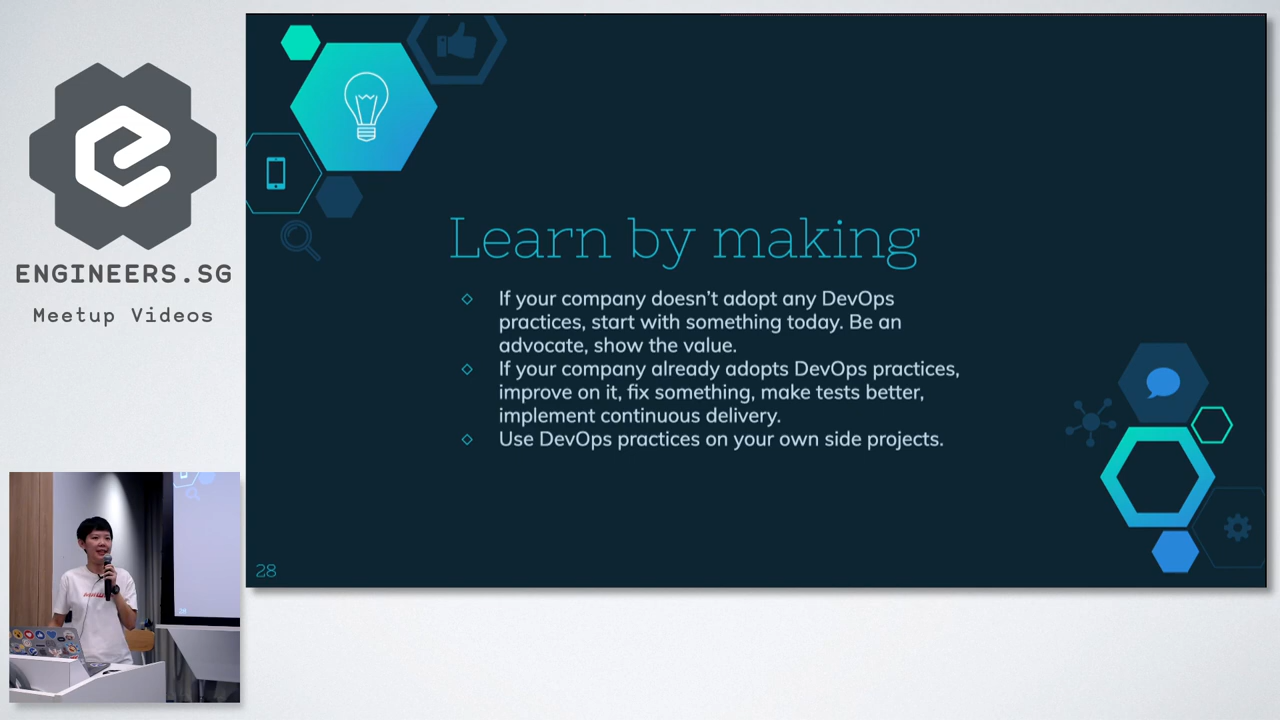 ENGINEERS.SG
Meetup Videos
Learn by making
If your company doesn't adopt any DevOps
practices, start with something today. Be an
advocate, show the value.
If your company already adopts DevOps practices,
improve on it, fix something, make tests better,
implement continuous delivery.
Use DevOps practices on your own side projects.
28